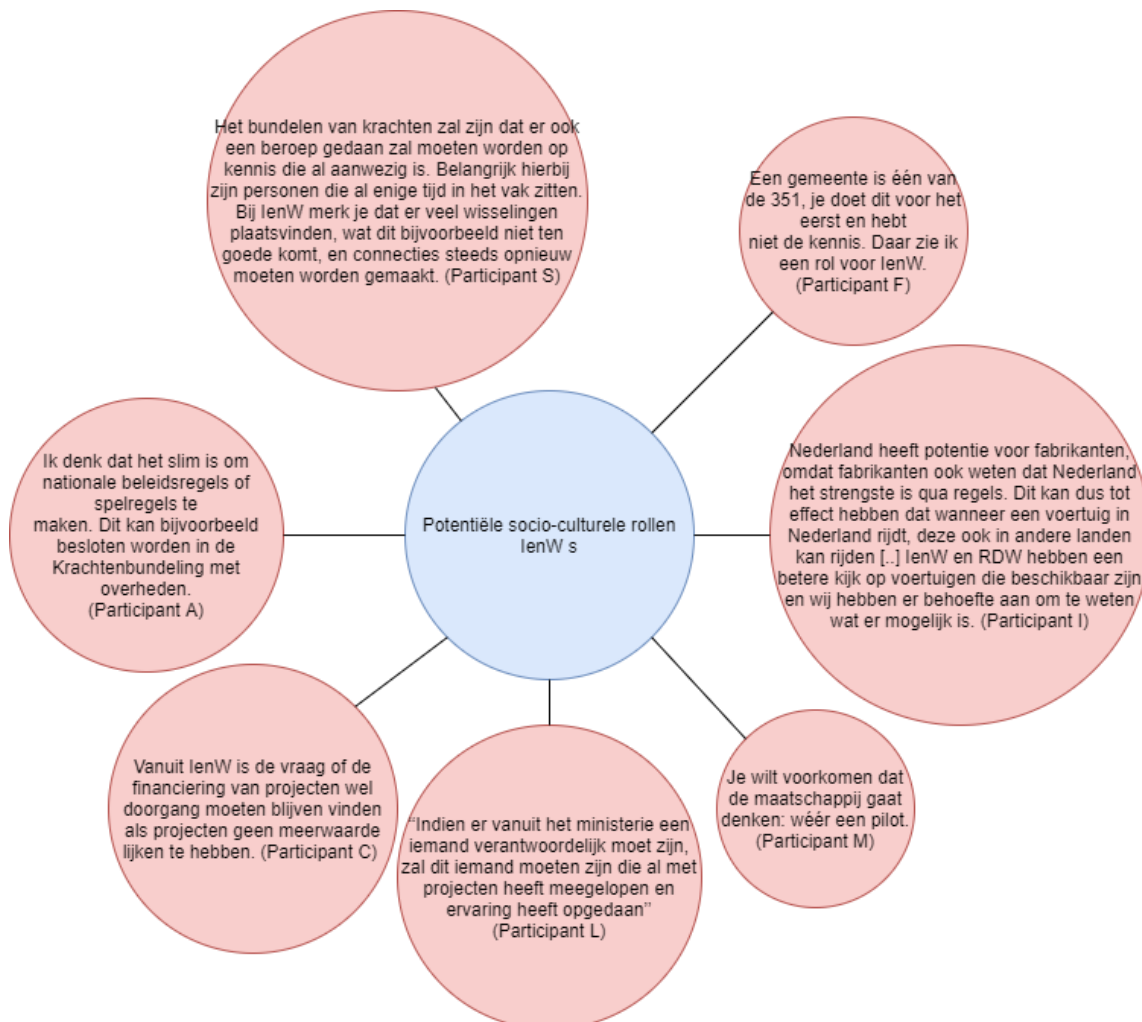 Het bundelen van krachten zal zijn dat er ook
een beroep gedaan zal moeten worden op
kennis die al aanwezig is. Belangrijk hierbij
zijn personen die al enige tijd in het vak zitten.
Bij IenW merk je dat er veel wisselingen
plaatsvinden, wat dit bijvoorbeeld niet ten
goede komt, en connecties steeds opnieuw
moeten worden gemaakt. (Participant S)
Een gemeente is één van
de 351, je doet dit voor het
eerst en hebt
niet de kennis. Daar zie ik
een rol voor IenW.
(Participant F)
Ik denk dat het slim is om
nationale beleidsregels of
spelregels te
maken. Dit kan bijvoorbeeld
besloten worden in de
Krachtenbundeling met
overheden.
(Participant A)
Potentiële socio-culturele rollen
IenW s
Nederland heeft potentie voor fabrikanten,
omdat fabrikanten ook weten dat Nederland
het strengste is qua regels. Dit kan dus tot
effect hebben dat wanneer een voertuig in
Nederland rijdt, deze ook in andere landen
kan rijden [..] IenW en RDW hebben een
betere kijk op voertuigen die beschikbaar zijn
en wij hebben er behoefte aan om te weten
wat er mogelijk is. (Participant I)
Vanuit IenW is de vraag of de
financiering van projecten wel
doorgang moeten blijven vinden
als projecten geen meerwaarde
lijken te hebben. (Participant C)
“Indien er vanuit het ministerie een
iemand verantwoordelijk moet zijn,
zal dit iemand moeten zijn die al met
projecten heeft meegelopen en
ervaring heeft opgedaan”
(Participant L)
Je wilt voorkomen dat
de maatschappij gaat
denken: wéér een pilot.
(Participant M)